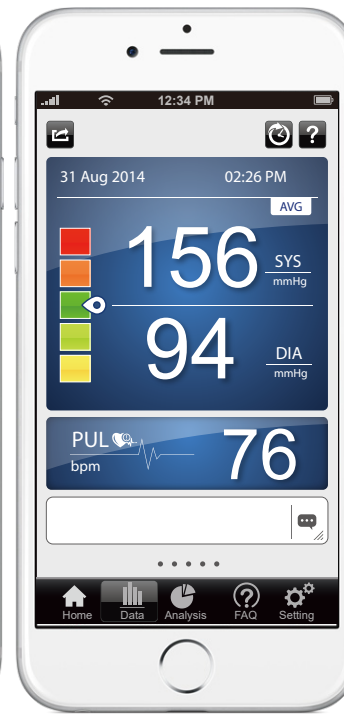 12:34 PM
?
31 Aug 2014 02:26 PM
AVG
156 SYS
mmHg
94 DIA
mmHg
PUL 76
bpm
Home Data Analysis ? FAQ Setting